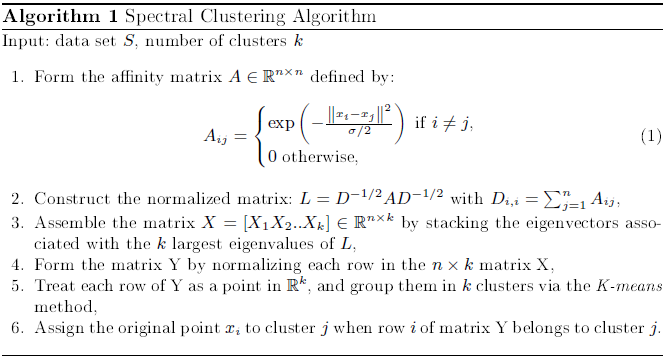 Algorithm 1 Spectral Clustering Algorithm
Input: data set S, number of clusters k
1. Form the affinity matrix A ∈ ℝ^{n×n} defined by:
A_{ij} = { exp(−‖x_i−x_j‖²/(σ/2)) if i ≠ j,
0 otherwise,
(1)
2. Construct the normalized matrix: L = D^{−1/2}AD^{−1/2} with D_{i,i} = ∑_{j=1}^{n} A_{ij},
3. Assemble the matrix X = [X_1X_2..X_k] ∈ ℝ^{n×k} by stacking the eigenvectors asso-
ciated with the k largest eigenvalues of L,
4. Form the matrix Y by normalizing each row in the n × k matrix X,
5. Treat each row of Y as a point in ℝ^k, and group them in k clusters via the K-means
method,
6. Assign the original point x_i to cluster j when row i of matrix Y belongs to cluster j.